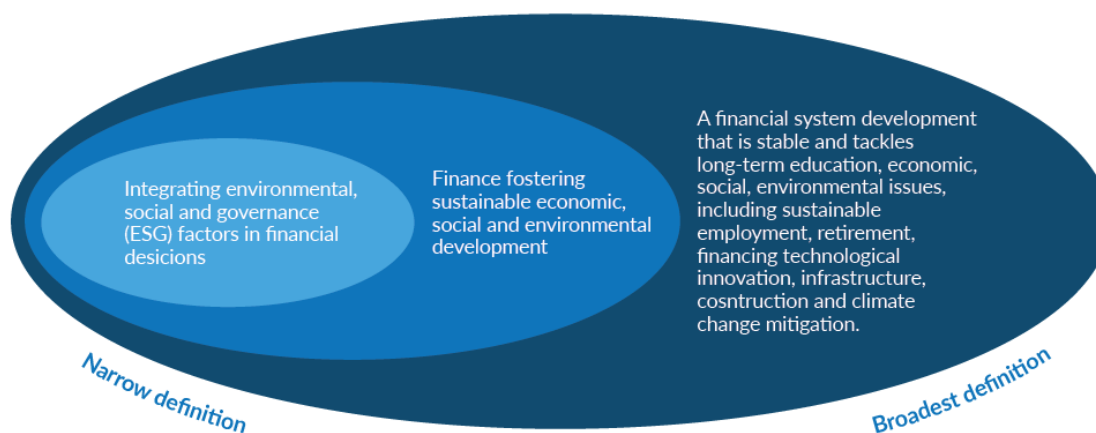 Integrating environmental,
social and governance
(ESG) factors in financial
desicions
Finance fostering
sustainable economic,
social and environmental
development
A financial system development
that is stable and tackles
long-term education, economic,
social, environmental issues,
including sustainable
employment, retirement,
financing technological
innovation, infrastructure,
cosntruction and climate
change mitigation.
Narrow definition
Broadest definition